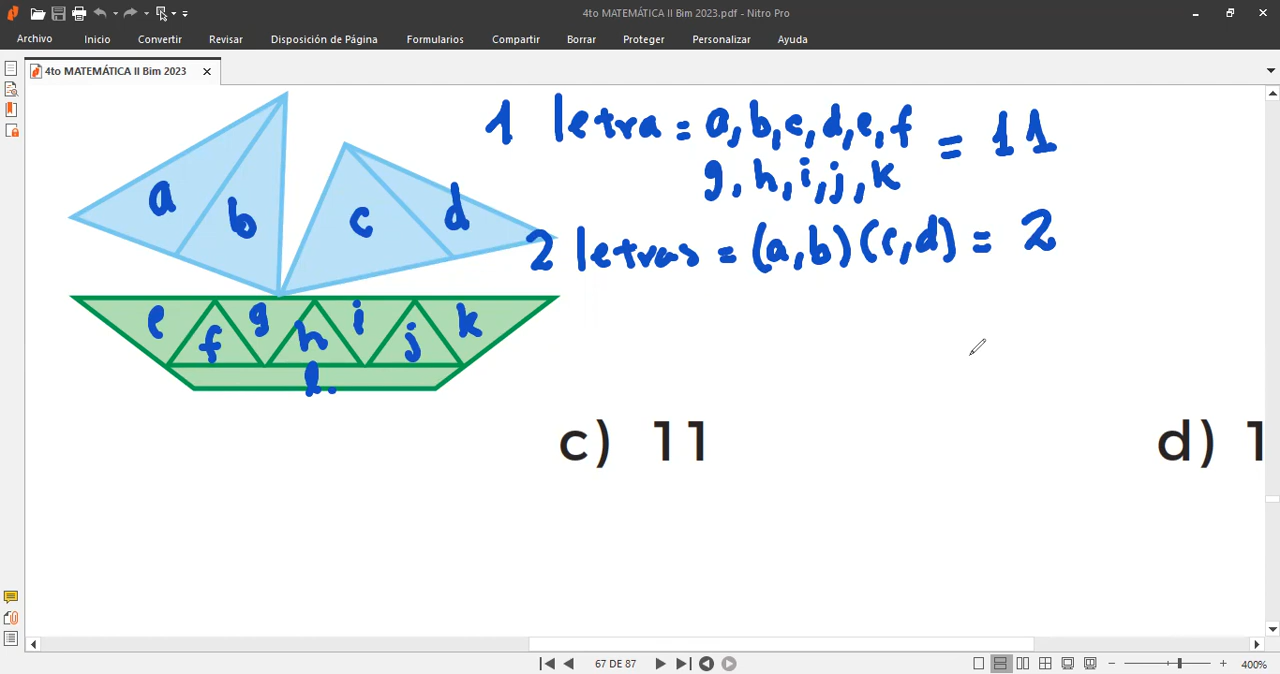 4to MATEMÁTICA II Bim 2023.pdf - Nitro Pro
Archivo Inicio Convertir Revisar Disposición de Página Formularios Compartir Borrar Proteger Personalizar Ayuda
4to MATEMÁTICA II Bim 2023
1 letra = a, b, c, d, e, f
g, h, i, j, k = 11
2 letras = (a, b) (c, d) = 2
a b c d
e f g h i j k
l.
c) 11
d) 1
67 DE 87
400%